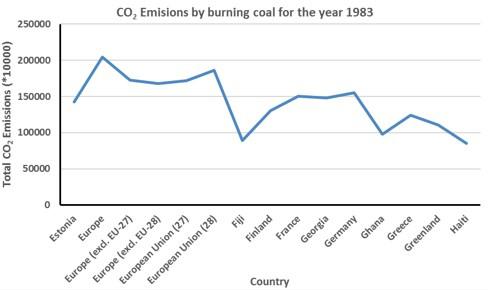 CO₂ Emisions by burning coal for the year 1983
Total CO₂ Emissions (*10000)
250000
200000
150000
100000
50000
0
Estonia
Europe
Europe (excl. EU-27)
Europe (excl. EU-28)
European Union (27)
European Union (28)
Fiji
Finland
France
Georgia
Germany
Ghana
Greece
Greenland
Haiti
Country